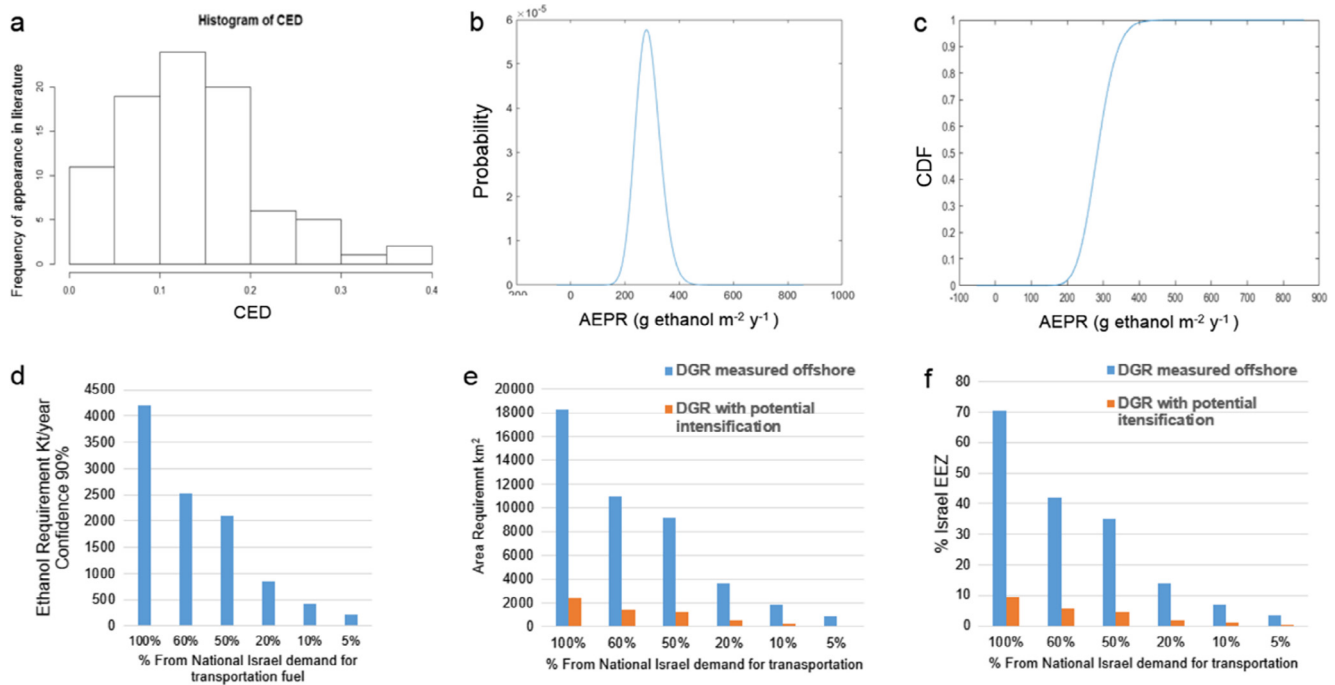 a
Histogram of CED
Frequency of appearance in literature
0
5
10
15
20
0.0
0.1
0.2
0.3
0.4
CED
b
×10⁻⁵
Probability
6
5
4
3
2
1
0
200
0
200
400
600
800
1000
AEPR (g ethanol m⁻² y⁻¹ )
c
CDF
1
0.9
0.8
0.7
0.6
0.5
0.4
0.3
0.2
0.1
0
-100
0
100
200
300
400
500
600
700
800
900
AEPR (g ethanol m⁻² y⁻¹ )
d
Ethanol Requirement Kt/year
Confidence 90%
4500
4000
3500
3000
2500
2000
1500
1000
500
0
100% 60% 50% 20% 10% 5%
% From National Israel demand for
transportation fuel
e
DGR measured offshore
DGR with potential
intensification
Area Requiremnt km²
20000
18000
16000
14000
12000
10000
8000
6000
4000
2000
0
100% 60% 50% 20% 10% 5%
% From National Israel demand for transaportation
f
DGR measured offshore
DGR with potential
itensification
% Israel EEZ
80
70
60
50
40
30
20
10
0
100% 60% 50% 20% 10% 5%
% From National Israel demand for transportation